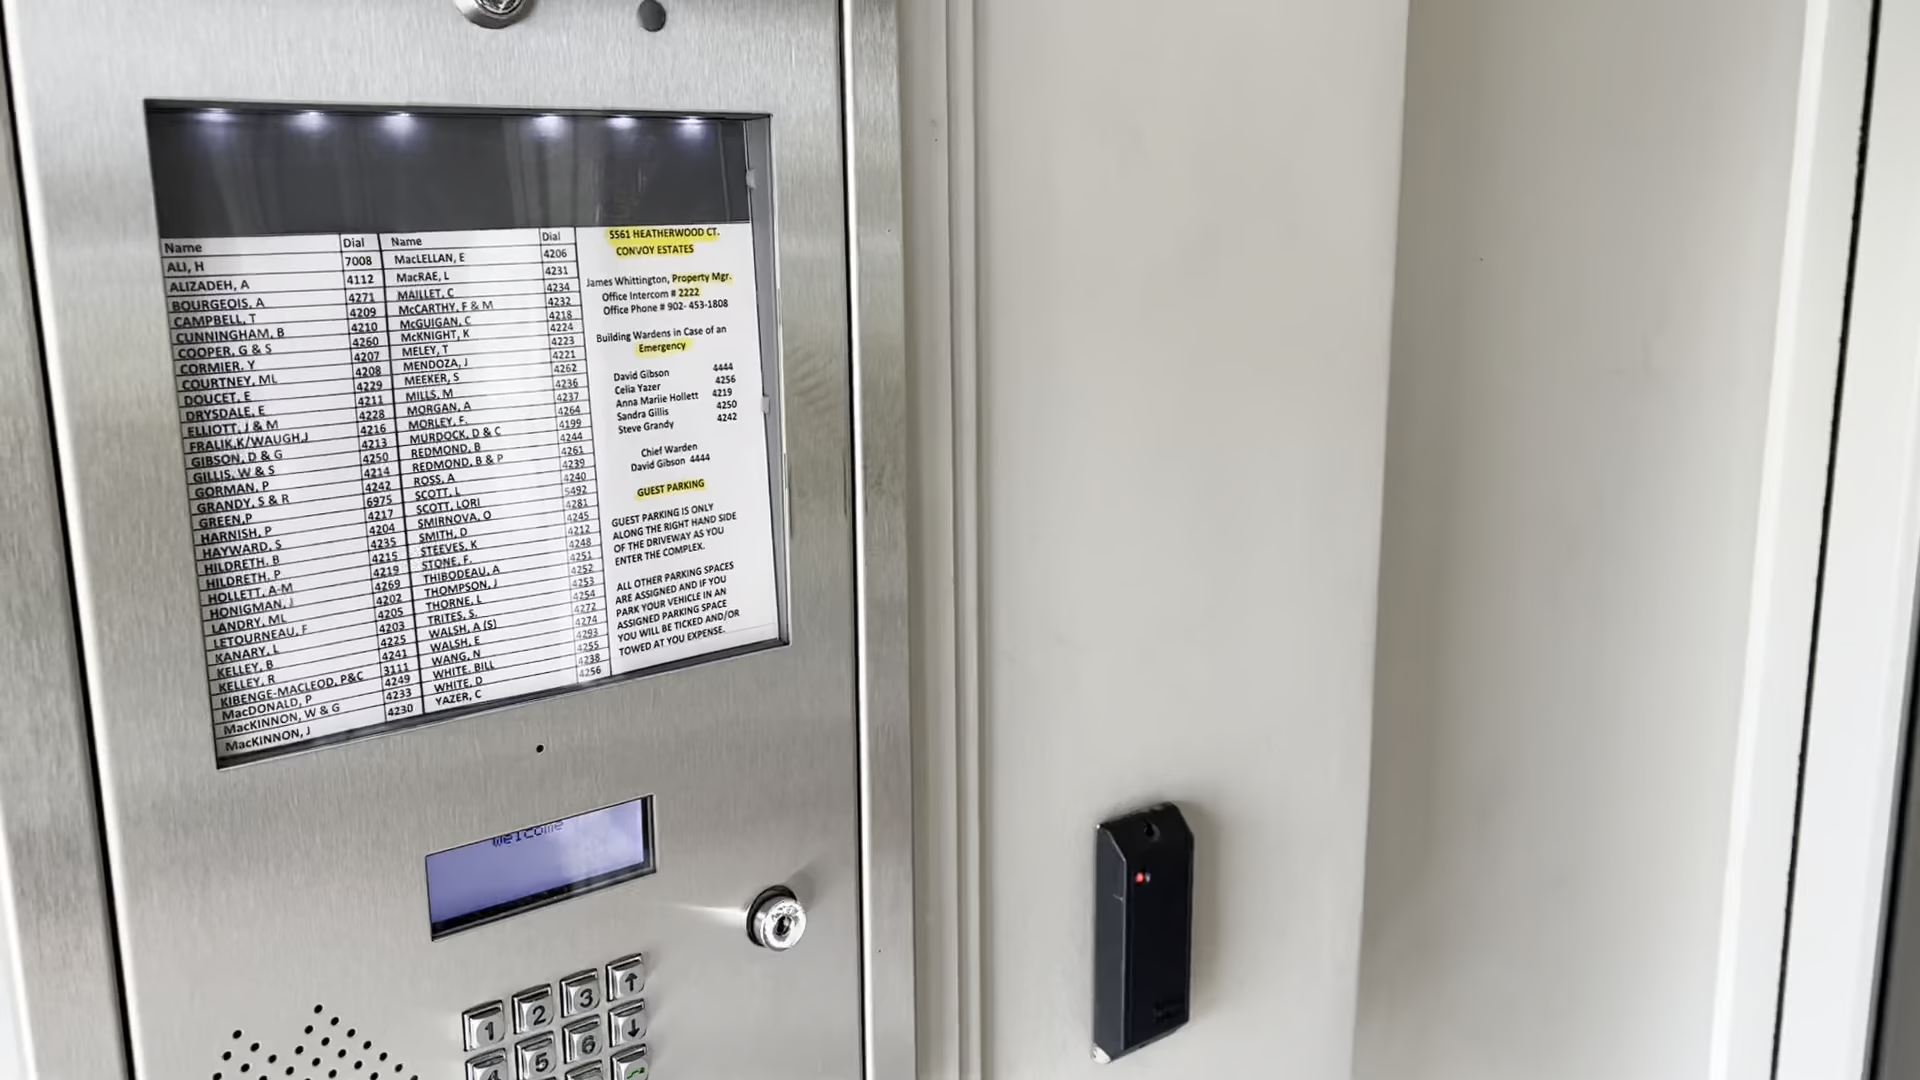 Name Dial Name Dial
ALI, H 7008 MacLELLAN, E 4206
ALIZADEH, A 4112 MacRAE, L 4231
BOURGEOIS, A 4271 MAILLET, C 4234
CAMPBELL, T 4209 McCARTHY, F & M 4232
CUNNINGHAM, B 4210 McGUIGAN, C 4218
COOPER, G & S 4260 McKNIGHT, K 4224
CORMIER, Y 4207 MELEY, T 4223
COURTNEY, ML 4208 MENDOZA, J 4221
DOUCET, E 4229 MEEKER, S 4262
DRYSDALE, E 4211 MILLS, M 4236
ELLIOTT, J & M 4228 MORGAN, A 4237
FRALIK,K/WAUGH,J 4216 MORLEY, F. 4264
GIBSON, D & G 4213 MURDOCK, D & C 4199
GILLIS, W & S 4250 REDMOND, B 4244
GORMAN, P 4214 REDMOND, B & P 4261
GRANDY, S & R 4242 ROSS, A 4239
GREEN,P 6975 SCOTT, L 4240
HARNISH, P 4217 SCOTT, LORI 5492
HAYWARD, S 4204 SMIRNOVA, O 4281
HILDRETH, B 4235 SMITH, D 4245
HILDRETH, P 4215 STEEVES, K 4212
HOLLETT, A-M 4219 STONE, F. 4248
HONIGMAN, J 4269 THIBODEAU, A 4251
LANDRY, ML 4202 THOMPSON, J 4252
LETOURNEAU, F 4205 THORNE, L 4253
KANARY, L 4203 TRITES, S. 4254
KELLEY, B 4225 WALSH, A (S) 4272
KELLEY, R 4241 WALSH, E 4274
KIBENGE-MACLEOD, P&C 3111 WANG, N 4293
MacDONALD, P 4249 WHITE. BILL 4255
MacKINNON, W & G 4233 WHITE, D 4238
MacKINNON, J 4230 YAZER, C 4256
5561 HEATHERWOOD CT.
CONVOY ESTATES
James Whittington, Property Mgr.
Office Intercom # 2222
Office Phone # 902- 453-1808
Building Wardens in Case of an
Emergency
David Gibson 4444
Celia Yazer 4256
Anna Mariie Hollett 4219
Sandra Gillis 4250
Steve Grandy 4242
Chief Warden
David Gibson 4444
GUEST PARKING
GUEST PARKING IS ONLY
ALONG THE RIGHT HAND SIDE
OF THE DRIVEWAY AS YOU
ENTER THE COMPLEX.
ALL OTHER PARKING SPACES
ARE ASSIGNED AND IF YOU
PARK YOUR VEHICLE IN AN
ASSIGNED PARKING SPACE
YOU WILL BE TICKED AND/OR
TOWED AT YOU EXPENSE.
Welcome
1 2 3 ↑
4 5 6 ↓